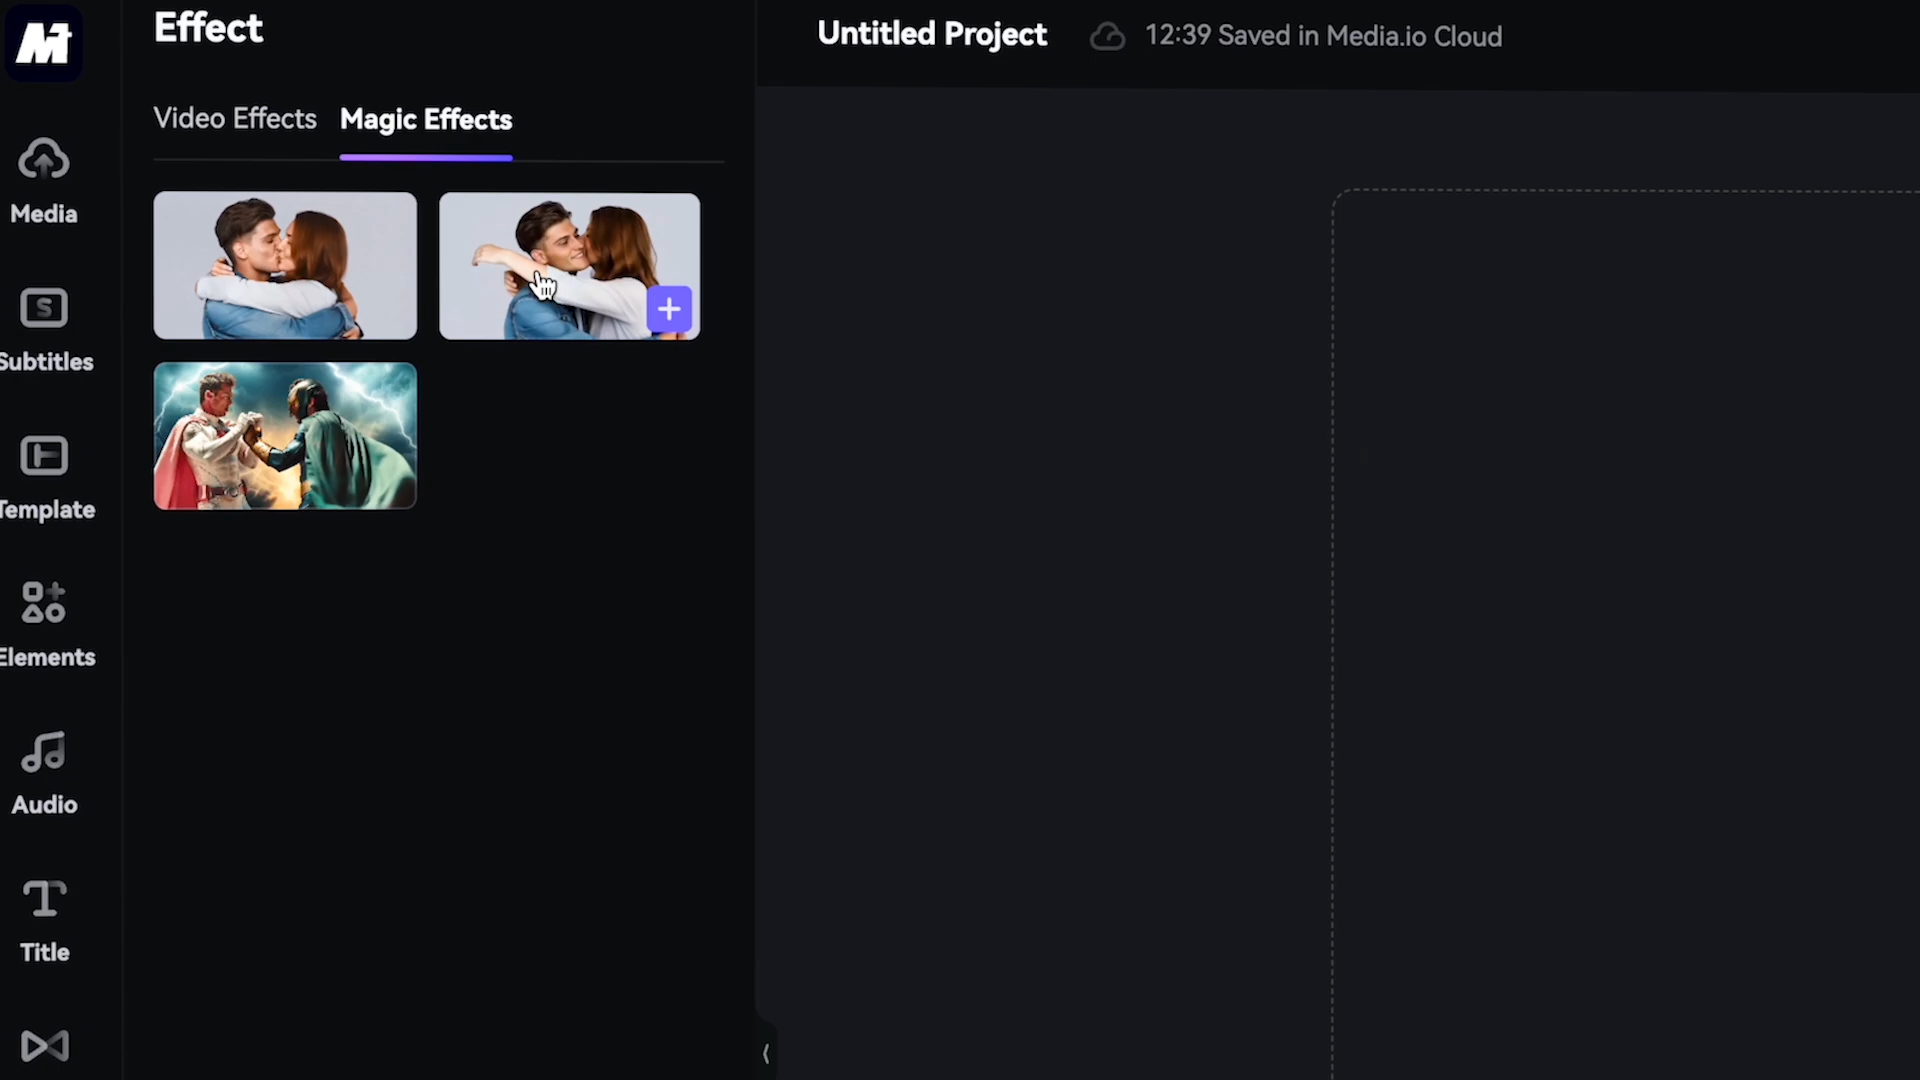 Effect
Untitled Project
12:39 Saved in Media.io Cloud
Video Effects
Magic Effects
Media
S
Subtitles
Template
Elements
Audio
Title